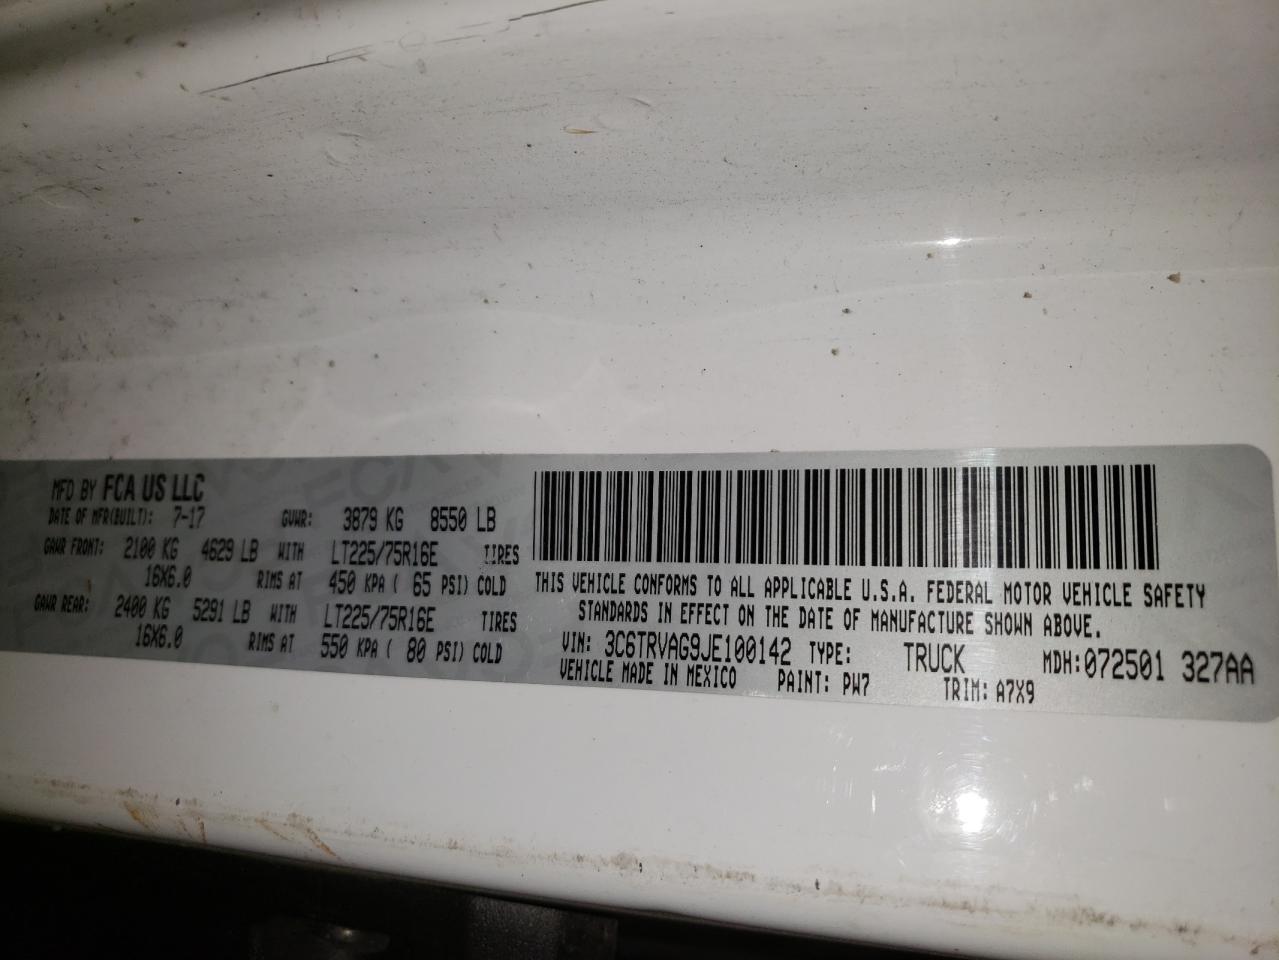 MFD BY FCA US LLC
DATE OF MFR(BUILT): 7-17 GVWR: 3879 KG 8550 LB
GAWR FRONT: 2100 KG 4629 LB WITH LT225/75R16E TIRES
16X6.0 RIMS AT 450 KPA ( 65 PSI) COLD
GAWR REAR: 2400 KG 5291 LB WITH LT225/75R16E TIRES
16X6.0 RIMS AT 550 KPA ( 80 PSI) COLD
THIS VEHICLE CONFORMS TO ALL APPLICABLE U.S.A. FEDERAL MOTOR VEHICLE SAFETY
STANDARDS IN EFFECT ON THE DATE OF MANUFACTURE SHOWN ABOVE.
VIN: 3C6TRVAG9JE100142 TYPE: TRUCK MDH:072501 327AA
VEHICLE MADE IN MEXICO PAINT: PW7 TRIM: A7X9